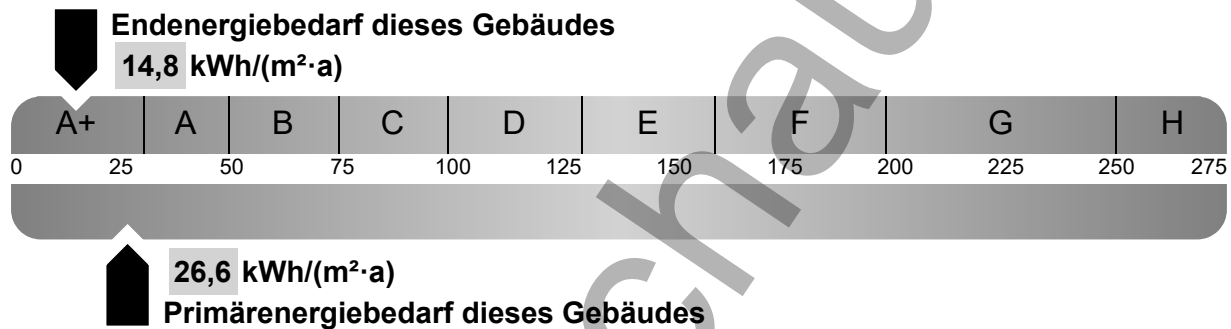 Endenergiebedarf dieses Gebäudes
14,8 kWh/(m²·a)
A+ A B C D E F G H
0 25 50 75 100 125 150 175 200 225 250 275
26,6 kWh/(m²·a)
Primärenergiebedarf dieses Gebäudes